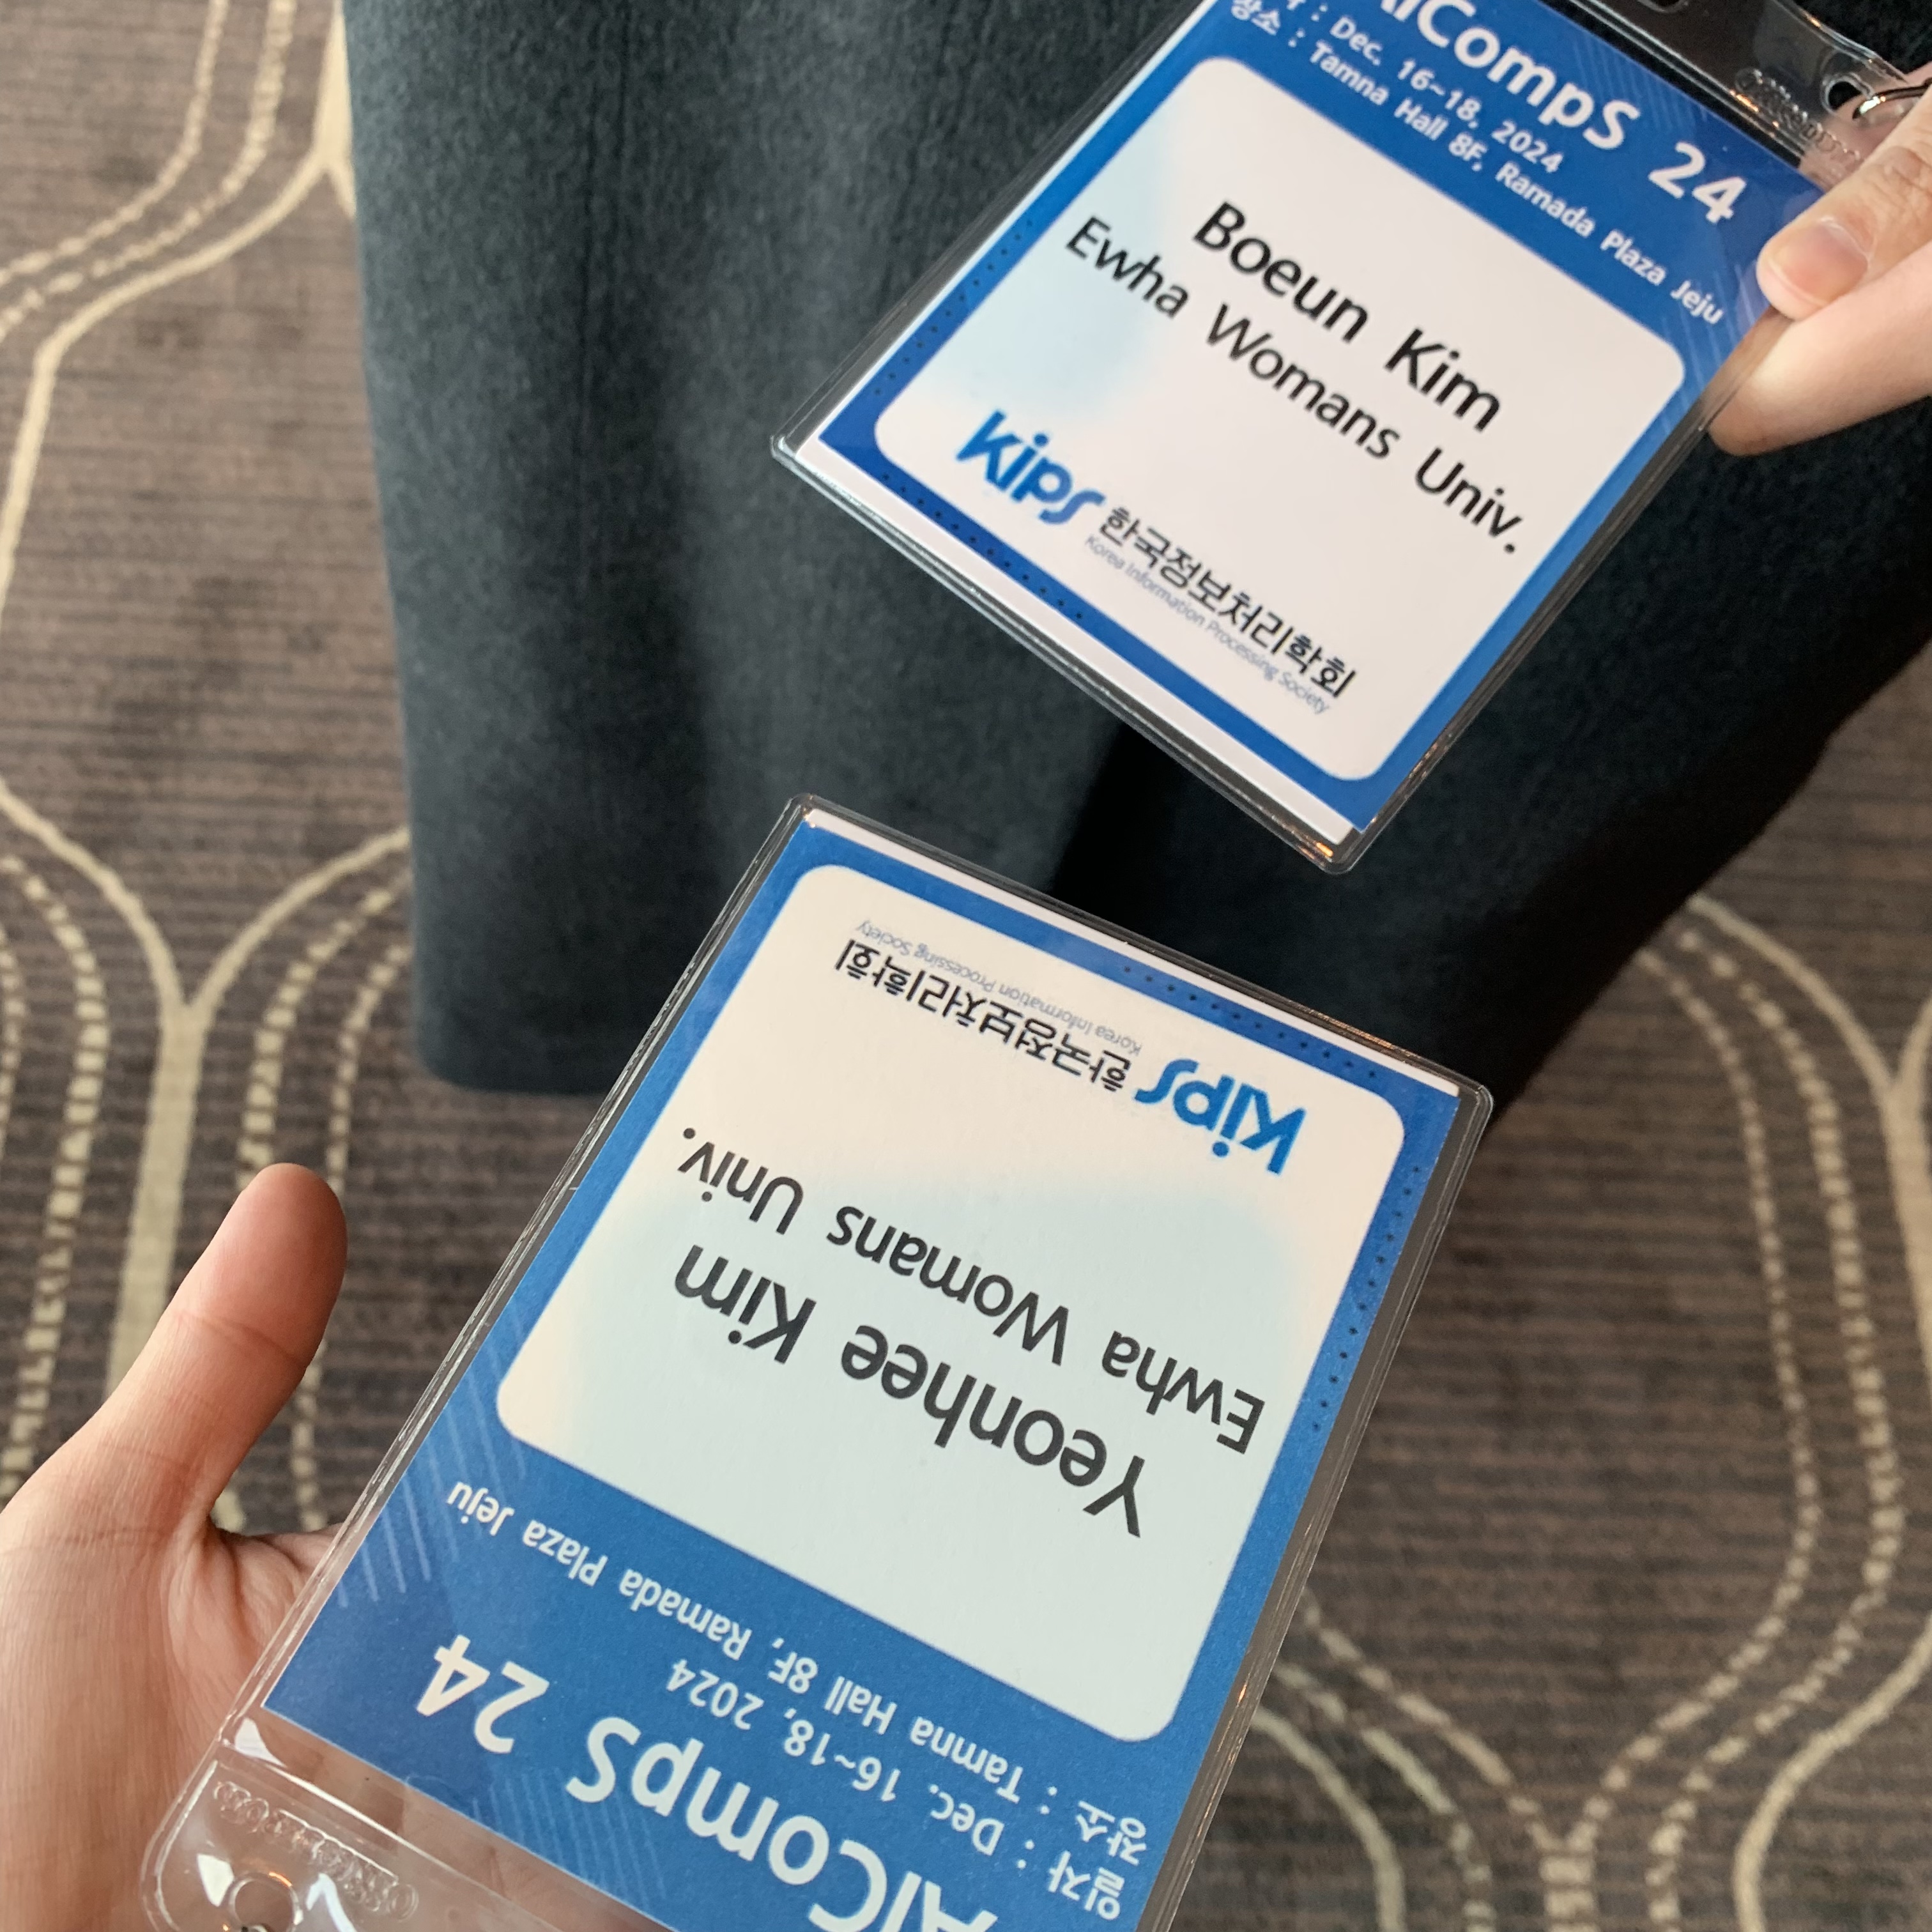 AICompS 24
: Dec. 16~18, 2024
장소 : Tamna Hall 8F, Ramada Plaza Jeju
Boeun Kim
Ewha Womans Univ.
kips 한국정보처리학회
Korea Information Processing Society
AICompS 24
일자 : Dec. 16~18, 2024
장소 : Tamna Hall 8F, Ramada Plaza Jeju
Yeonhee Kim
Ewha Womans Univ.
kips 한국정보처리학회
Korea Information Processing Society